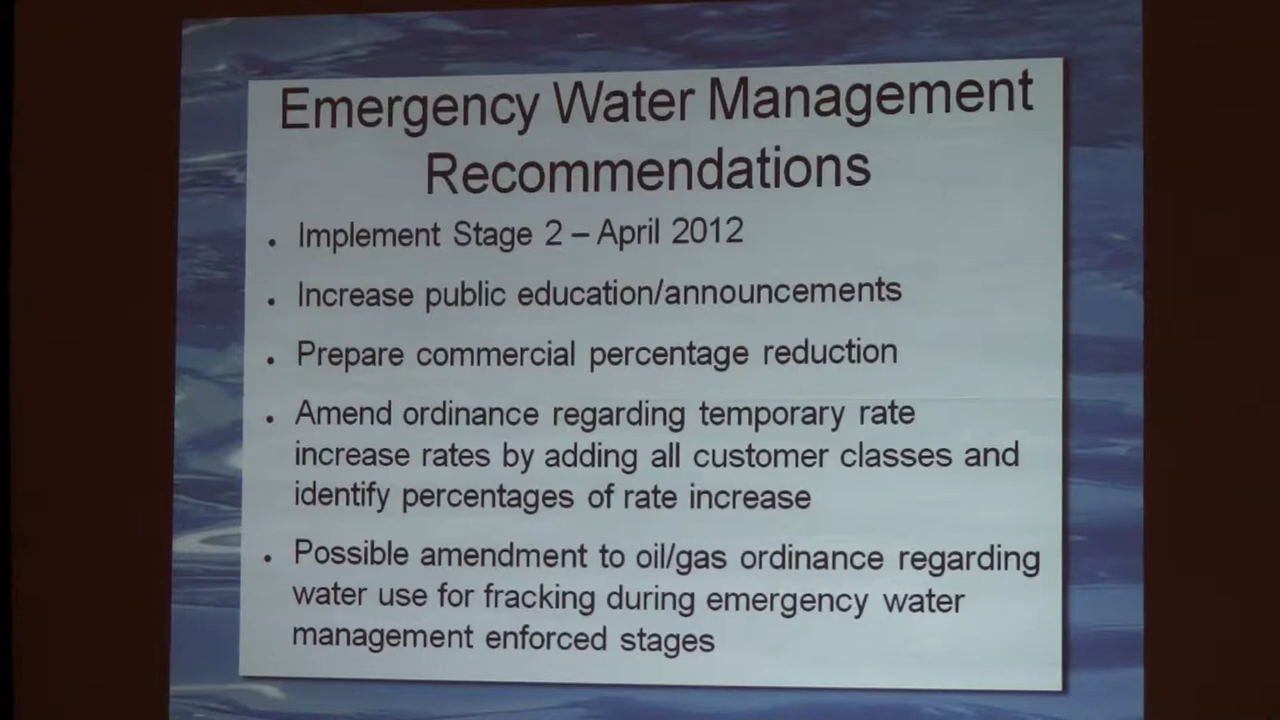 Emergency Water Management
Recommendations
• Implement Stage 2 – April 2012
• Increase public education/announcements
• Prepare commercial percentage reduction
• Amend ordinance regarding temporary rate
increase rates by adding all customer classes and
identify percentages of rate increase
• Possible amendment to oil/gas ordinance regarding
water use for fracking during emergency water
management enforced stages